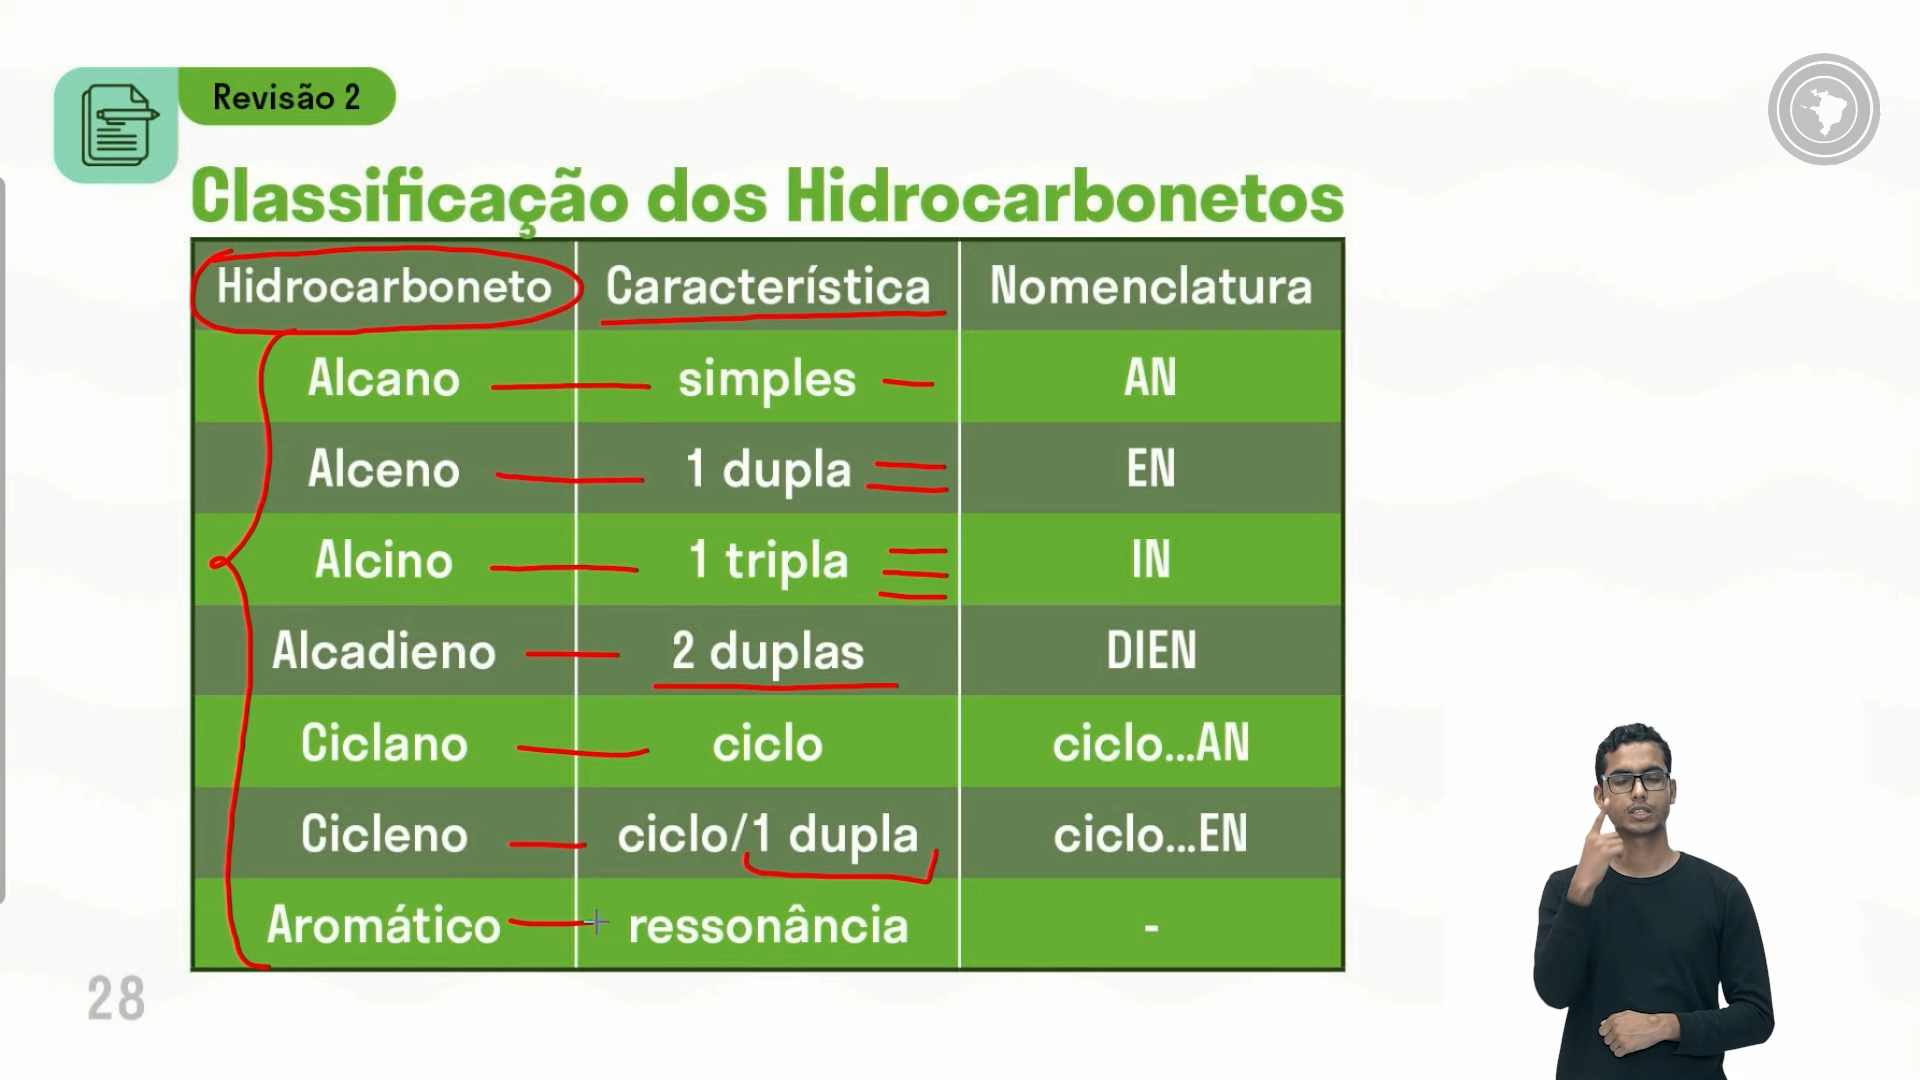 Revisão 2
Classificação dos Hidrocarbonetos
Hidrocarboneto Característica Nomenclatura
Alcano simples AN
Alceno 1 dupla EN
Alcino 1 tripla IN
Alcadieno 2 duplas DIEN
Ciclano ciclo ciclo...AN
Cicleno ciclo/1 dupla ciclo...EN
Aromático ressonância -
28